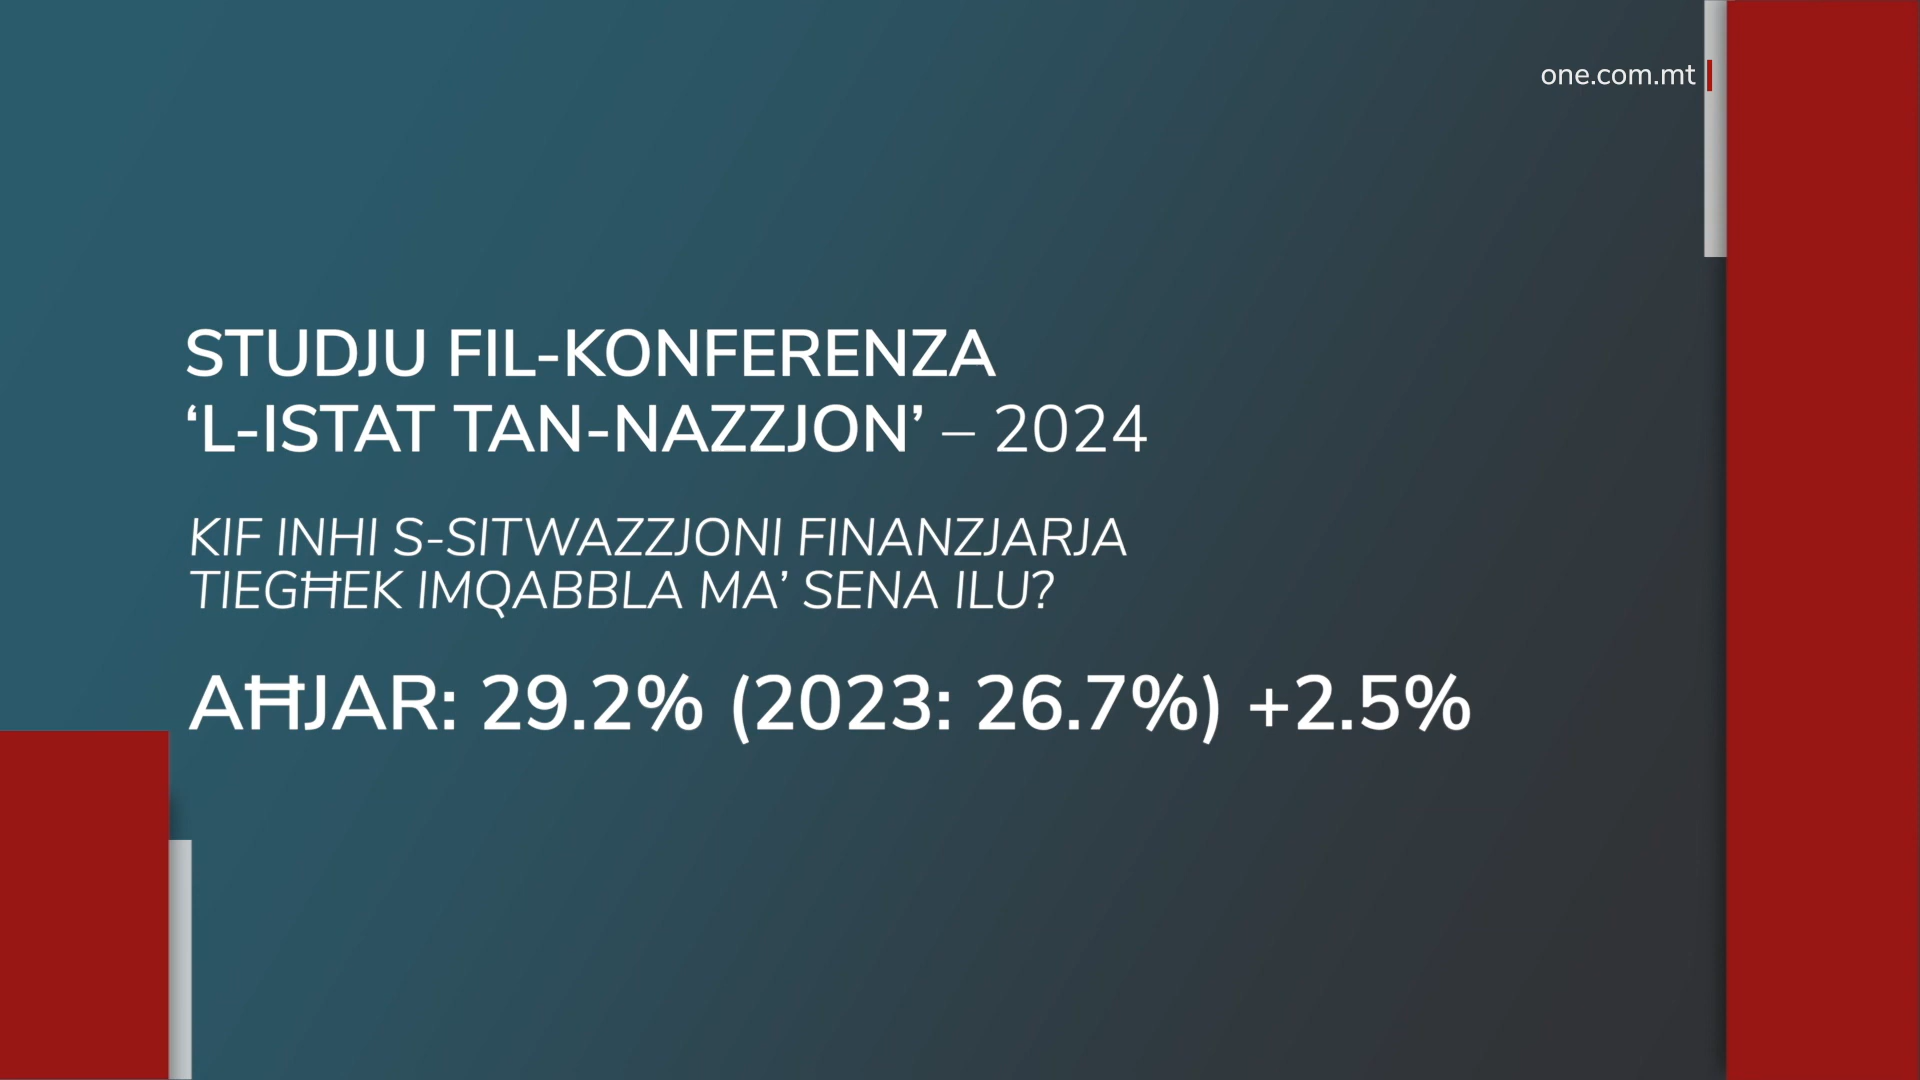 one.com.mt
STUDJU FIL-KONFERENZA
‘L-ISTAT TAN-NAZZJON’ – 2024
KIF INHI S-SITWAZZJONI FINANZJARJA
TIEGĦEK IMQABBLA MA’ SENA ILU?
AĦJAR: 29.2% (2023: 26.7%) +2.5%